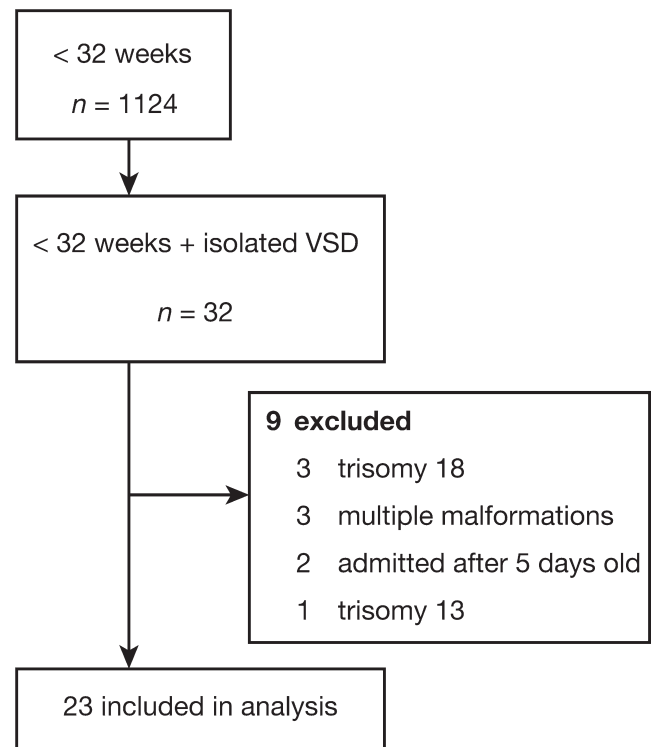 < 32 weeks
n = 1124
< 32 weeks + isolated VSD
n = 32
9 excluded
3 trisomy 18
3 multiple malformations
2 admitted after 5 days old
1 trisomy 13
23 included in analysis